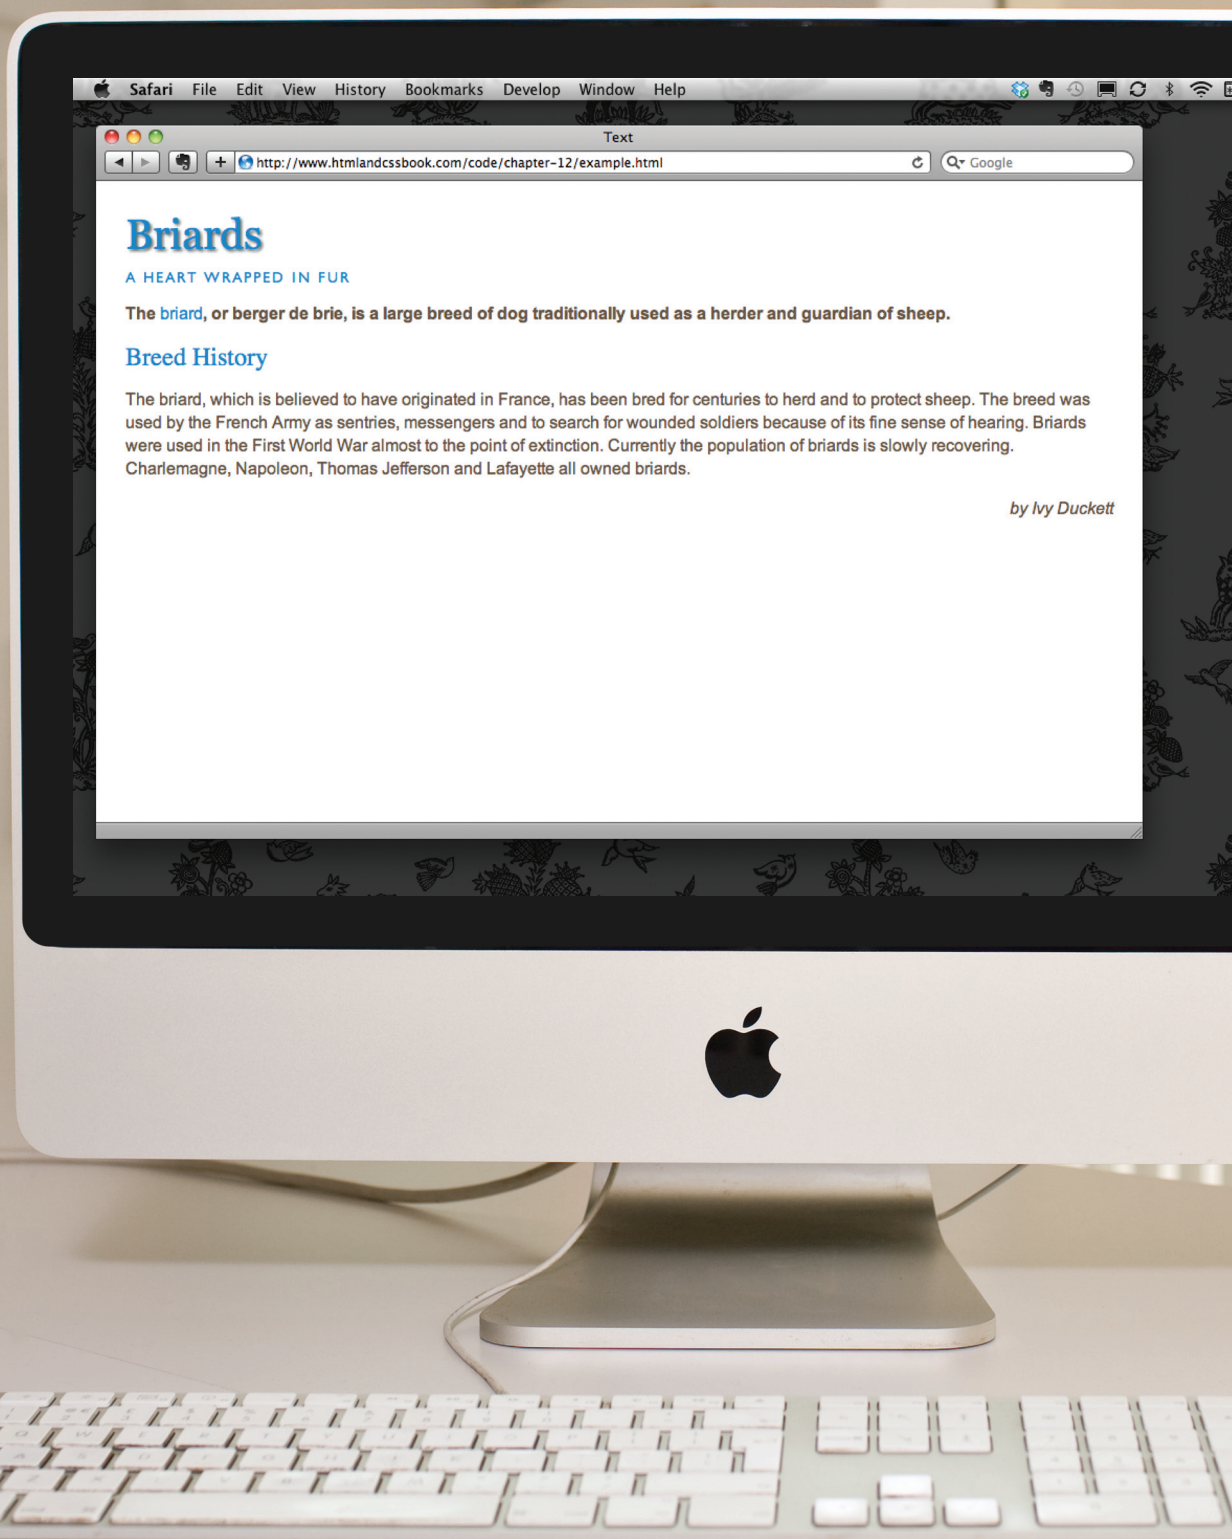 Safari File Edit View History Bookmarks Develop Window Help
Text
http://www.htmlandcssbook.com/code/chapter-12/example.html
Google
Briards
A HEART WRAPPED IN FUR
The briard, or berger de brie, is a large breed of dog traditionally used as a herder and guardian of sheep.
Breed History
The briard, which is believed to have originated in France, has been bred for centuries to herd and to protect sheep. The breed was
used by the French Army as sentries, messengers and to search for wounded soldiers because of its fine sense of hearing. Briards
were used in the First World War almost to the point of extinction. Currently the population of briards is slowly recovering.
Charlemagne, Napoleon, Thomas Jefferson and Lafayette all owned briards.
by Ivy Duckett